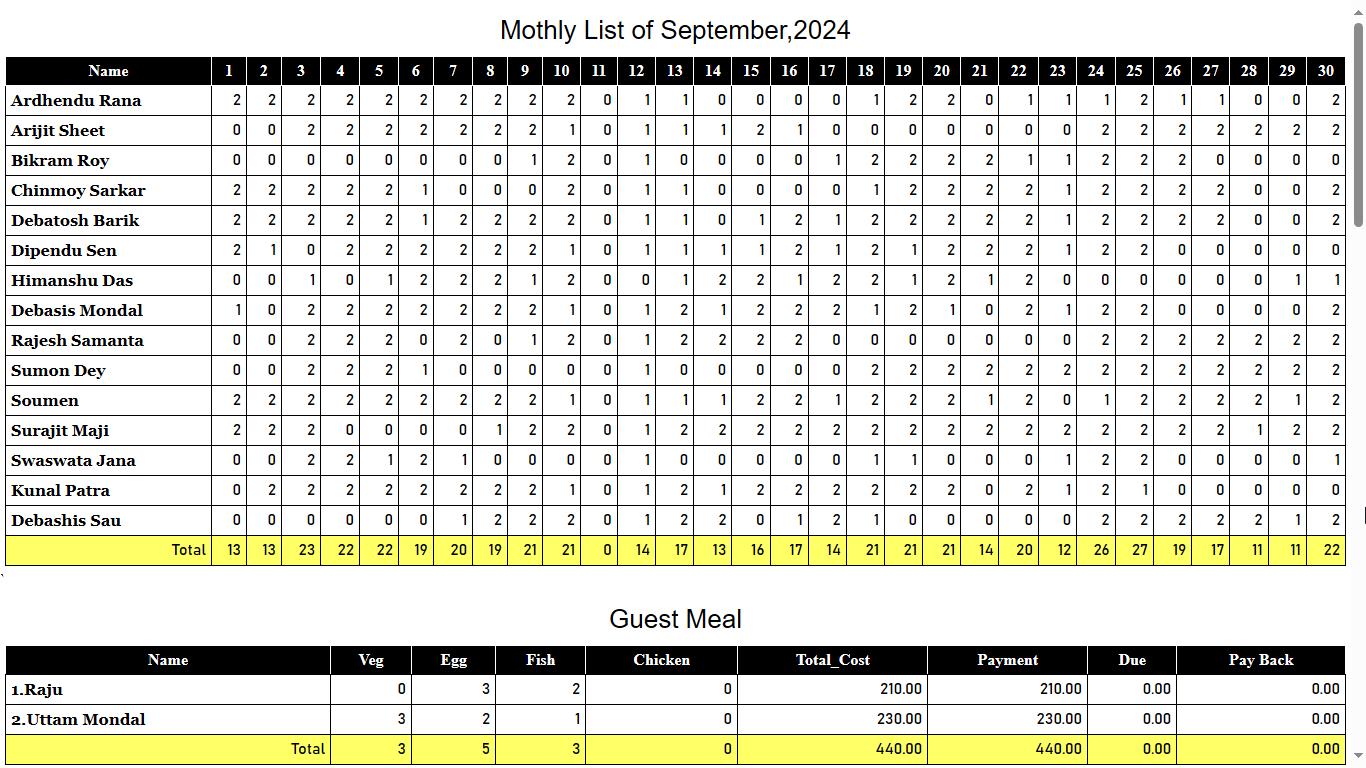 Mothly List of September,2024
Name 1 2 3 4 5 6 7 8 9 10 11 12 13 14 15 16 17 18 19 20 21 22 23 24 25 26 27 28 29 30
Ardhendu Rana 2 2 2 2 2 2 2 2 2 2 0 1 1 0 0 0 0 1 2 2 0 1 1 1 2 1 1 0 0 2
Arijit Sheet 0 0 2 2 2 2 2 2 2 1 0 1 1 1 2 1 0 0 0 0 0 0 0 2 2 2 2 2 2 2
Bikram Roy 0 0 0 0 0 0 0 0 1 2 0 1 0 0 0 0 1 2 2 2 2 1 1 2 2 2 0 0 0 0
Chinmoy Sarkar 2 2 2 2 2 1 0 0 0 2 0 1 1 0 0 0 0 1 2 2 2 2 1 2 2 2 2 0 0 2
Debatosh Barik 2 2 2 2 2 1 2 2 2 2 0 1 1 0 1 2 1 2 2 2 2 2 1 2 2 2 2 0 0 2
Dipendu Sen 2 1 0 2 2 2 2 2 2 1 0 1 1 1 1 2 1 2 1 2 2 2 1 2 2 0 0 0 0 0
Himanshu Das 0 0 1 0 1 2 2 2 1 2 0 0 1 2 2 1 2 2 1 2 1 2 0 0 0 0 0 0 1 1
Debasis Mondal 1 0 2 2 2 2 2 2 2 1 0 1 2 1 2 2 2 1 2 1 0 2 1 2 2 0 0 0 0 2
Rajesh Samanta 0 0 2 2 2 0 2 0 1 2 0 1 2 2 2 2 0 0 0 0 0 0 0 2 2 2 2 2 2 2
Sumon Dey 0 0 2 2 2 1 0 0 0 0 0 1 0 0 0 0 0 2 2 2 2 2 2 2 2 2 2 2 2 2
Soumen 2 2 2 2 2 2 2 2 2 1 0 1 1 1 2 2 1 2 2 2 1 2 0 1 2 2 2 2 1 2
Surajit Maji 2 2 2 0 0 0 0 1 2 2 0 1 2 2 2 2 2 2 2 2 2 2 2 2 2 2 2 1 2 2
Swaswata Jana 0 0 2 2 1 2 1 0 0 0 0 1 0 0 0 0 0 1 1 0 0 0 1 2 2 0 0 0 0 1
Kunal Patra 0 2 2 2 2 2 2 2 2 1 0 1 2 1 2 2 2 2 2 2 0 2 1 2 1 0 0 0 0 0
Debashis Sau 0 0 0 0 0 0 1 2 2 2 0 1 2 2 0 1 2 1 0 0 0 0 0 2 2 2 2 2 1 2
Total 13 13 23 22 22 19 20 19 21 21 0 14 17 13 16 17 14 21 21 21 14 20 12 26 27 19 17 11 11 22
Guest Meal
Name Veg Egg Fish Chicken Total_Cost Payment Due Pay Back
1.Raju 0 3 2 0 210.00 210.00 0.00 0.00
2.Uttam Mondal 3 2 1 0 230.00 230.00 0.00 0.00
Total 3 5 3 0 440.00 440.00 0.00 0.00